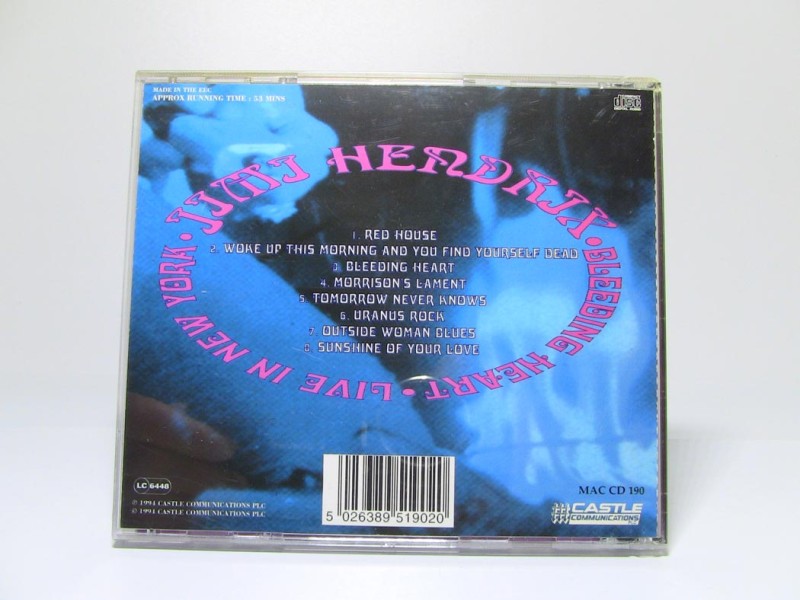 MADE IN THE EEC
APPROX RUNNING TIME : 53 MINS
disc
JIMI HENDRIX • BLEEDING HEART • LIVE IN NEW YORK •
1. RED HOUSE
2. WOKE UP THIS MORNING AND YOU FIND YOURSELF DEAD
3. BLEEDING HEART
4. MORRISON'S LAMENT
5. TOMORROW NEVER KNOWS
6. URANUS ROCK
7. OUTSIDE WOMAN BLUES
8. SUNSHINE OF YOUR LOVE
LC 6448
℗ 1994 CASTLE COMMUNICATIONS PLC
© 1994 CASTLE COMMUNICATIONS PLC
5 026389 519020
MAC CD 190
CASTLE
COMMUNICATIONS